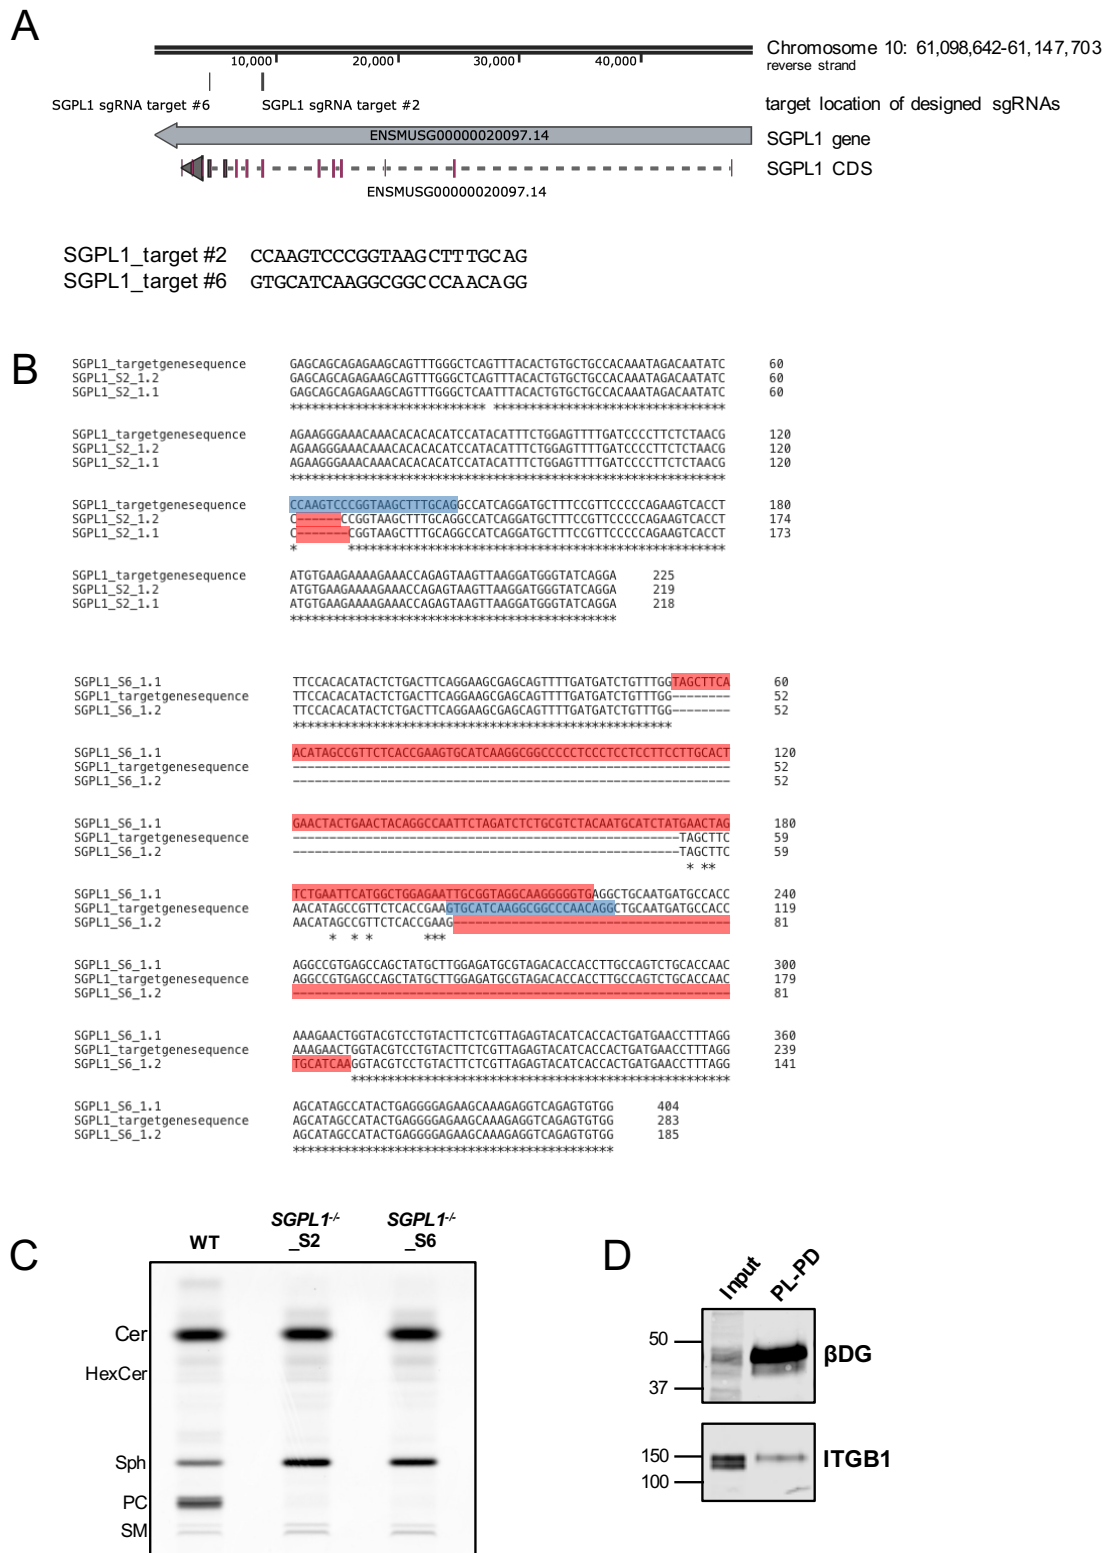 A
Chromosome 10: 61,098,642-61,147,703
reverse strand
10,000 20,000 30,000 40,000
SGPL1 sgRNA target #6 SGPL1 sgRNA target #2 target location of designed sgRNAs
ENSMUSG00000020097.14 SGPL1 gene
SGPL1 CDS
ENSMUSG00000020097.14
SGPL1_target #2 CCAAGTCCCGGTAAGCTTTGCAG
SGPL1_target #6 GTGCATCAAGGCGGCCCAACAGG
B
SGPL1_targetgenesequence GAGCAGCAGAGAAGCAGTTTGGGCTCAGTTTACACTGTGCTGCCACAAATAGACAATATC 60
SGPL1_S2_1.2 GAGCAGCAGAGAAGCAGTTTGGGCTCAGTTTACACTGTGCTGCCACAAATAGACAATATC 60
SGPL1_S2_1.1 GAGCAGCAGAGAAGCAGTTTGGGCTCAATTTACACTGTGCTGCCACAAATAGACAATATC 60
*************************** ********************************
SGPL1_targetgenesequence AGAAGGGAAACAAACACACACATCCATACATTTCTGGAGTTTTGATCCCCTTCTCTAACG 120
SGPL1_S2_1.2 AGAAGGGAAACAAACACACACATCCATACATTTCTGGAGTTTTGATCCCCTTCTCTAACG 120
SGPL1_S2_1.1 AGAAGGGAAACAAACACACACATCCATACATTTCTGGAGTTTTGATCCCCTTCTCTAACG 120
************************************************************
SGPL1_targetgenesequence CCAAGTCCCGGTAAGCTTTGCAGGCCATCAGGATGCTTTCCGTTCCCCCAGAAGTCACCT 180
SGPL1_S2_1.2 C------CCGGTAAGCTTTGCAGGCCATCAGGATGCTTTCCGTTCCCCCAGAAGTCACCT 174
SGPL1_S2_1.1 C-------CGGTAAGCTTTGCAGGCCATCAGGATGCTTTCCGTTCCCCCAGAAGTCACCT 173
* ****************************************************
SGPL1_targetgenesequence ATGTGAAGAAAAGAAACCAGAGTAAGTTAAGGATGGGTATCAGGA 225
SGPL1_S2_1.2 ATGTGAAGAAAAGAAACCAGAGTAAGTTAAGGATGGGTATCAGGA 219
SGPL1_S2_1.1 ATGTGAAGAAAAGAAACCAGAGTAAGTTAAGGATGGGTATCAGGA 218
*********************************************
SGPL1_S6_1.1 TTCCACACATACTCTGACTTCAGGAAGCGAGCAGTTTTGATGATCTGTTTGGTAGCTTCA 60
SGPL1_targetgenesequence TTCCACACATACTCTGACTTCAGGAAGCGAGCAGTTTTGATGATCTGTTTGG-------- 52
SGPL1_S6_1.2 TTCCACACATACTCTGACTTCAGGAAGCGAGCAGTTTTGATGATCTGTTTGG-------- 52
****************************************************
SGPL1_S6_1.1 ACATAGCCGTTCTCACCGAAGTGCATCAAGGCGGCCCCCTCCCTCCTCCTTCCTTGCACT 120
SGPL1_targetgenesequence ------------------------------------------------------------ 52
SGPL1_S6_1.2 ------------------------------------------------------------ 52
SGPL1_S6_1.1 GAACTACTGAACTACAGGCCAATTCTAGATCTCTGCGTCTACAATGCATCTATGAACTAG 180
SGPL1_targetgenesequence -----------------------------------------------------TAGCTTC 59
SGPL1_S6_1.2 -----------------------------------------------------TAGCTTC 59
* **
SGPL1_S6_1.1 TCTGAATTCATGGCTGGAGAATTGCGGTAGGCAAGGGGGTGAGGCTGCAATGATGCCACC 240
SGPL1_targetgenesequence AACATAGCCGTTCTCACCGAAGTGCATCAAGGCGGCCCAACAGGCTGCAATGATGCCACC 119
SGPL1_S6_1.2 AACATAGCCGTTCTCACCGAAG-------------------------------------- 81
* * * ***
SGPL1_S6_1.1 AGGCCGTGAGCCAGCTATGCTTGGAGATGCGTAGACACCACCTTGCCAGTCTGCACCAAC 300
SGPL1_targetgenesequence AGGCCGTGAGCCAGCTATGCTTGGAGATGCGTAGACACCACCTTGCCAGTCTGCACCAAC 179
SGPL1_S6_1.2 ------------------------------------------------------------ 81
SGPL1_S6_1.1 AAAGAACTGGTACGTCCTGTACTTCTCGTTAGAGTACATCACCACTGATGAACCTTTAGG 360
SGPL1_targetgenesequence AAAGAACTGGTACGTCCTGTACTTCTCGTTAGAGTACATCACCACTGATGAACCTTTAGG 239
SGPL1_S6_1.2 TGCATCAAGGTACGTCCTGTACTTCTCGTTAGAGTACATCACCACTGATGAACCTTTAGG 141
****************************************************
SGPL1_S6_1.1 AGCATAGCCATACTGAGGGGAGAAGCAAAGAGGTCAGAGTGTGG 404
SGPL1_targetgenesequence AGCATAGCCATACTGAGGGGAGAAGCAAAGAGGTCAGAGTGTGG 283
SGPL1_S6_1.2 AGCATAGCCATACTGAGGGGAGAAGCAAAGAGGTCAGAGTGTGG 185
********************************************
C
WT SGPL1-/- _S2 SGPL1-/- _S6
Cer
HexCer
Sph
PC
SM
D
Input PL-PD
50
βDG
37
150 ITGB1
100